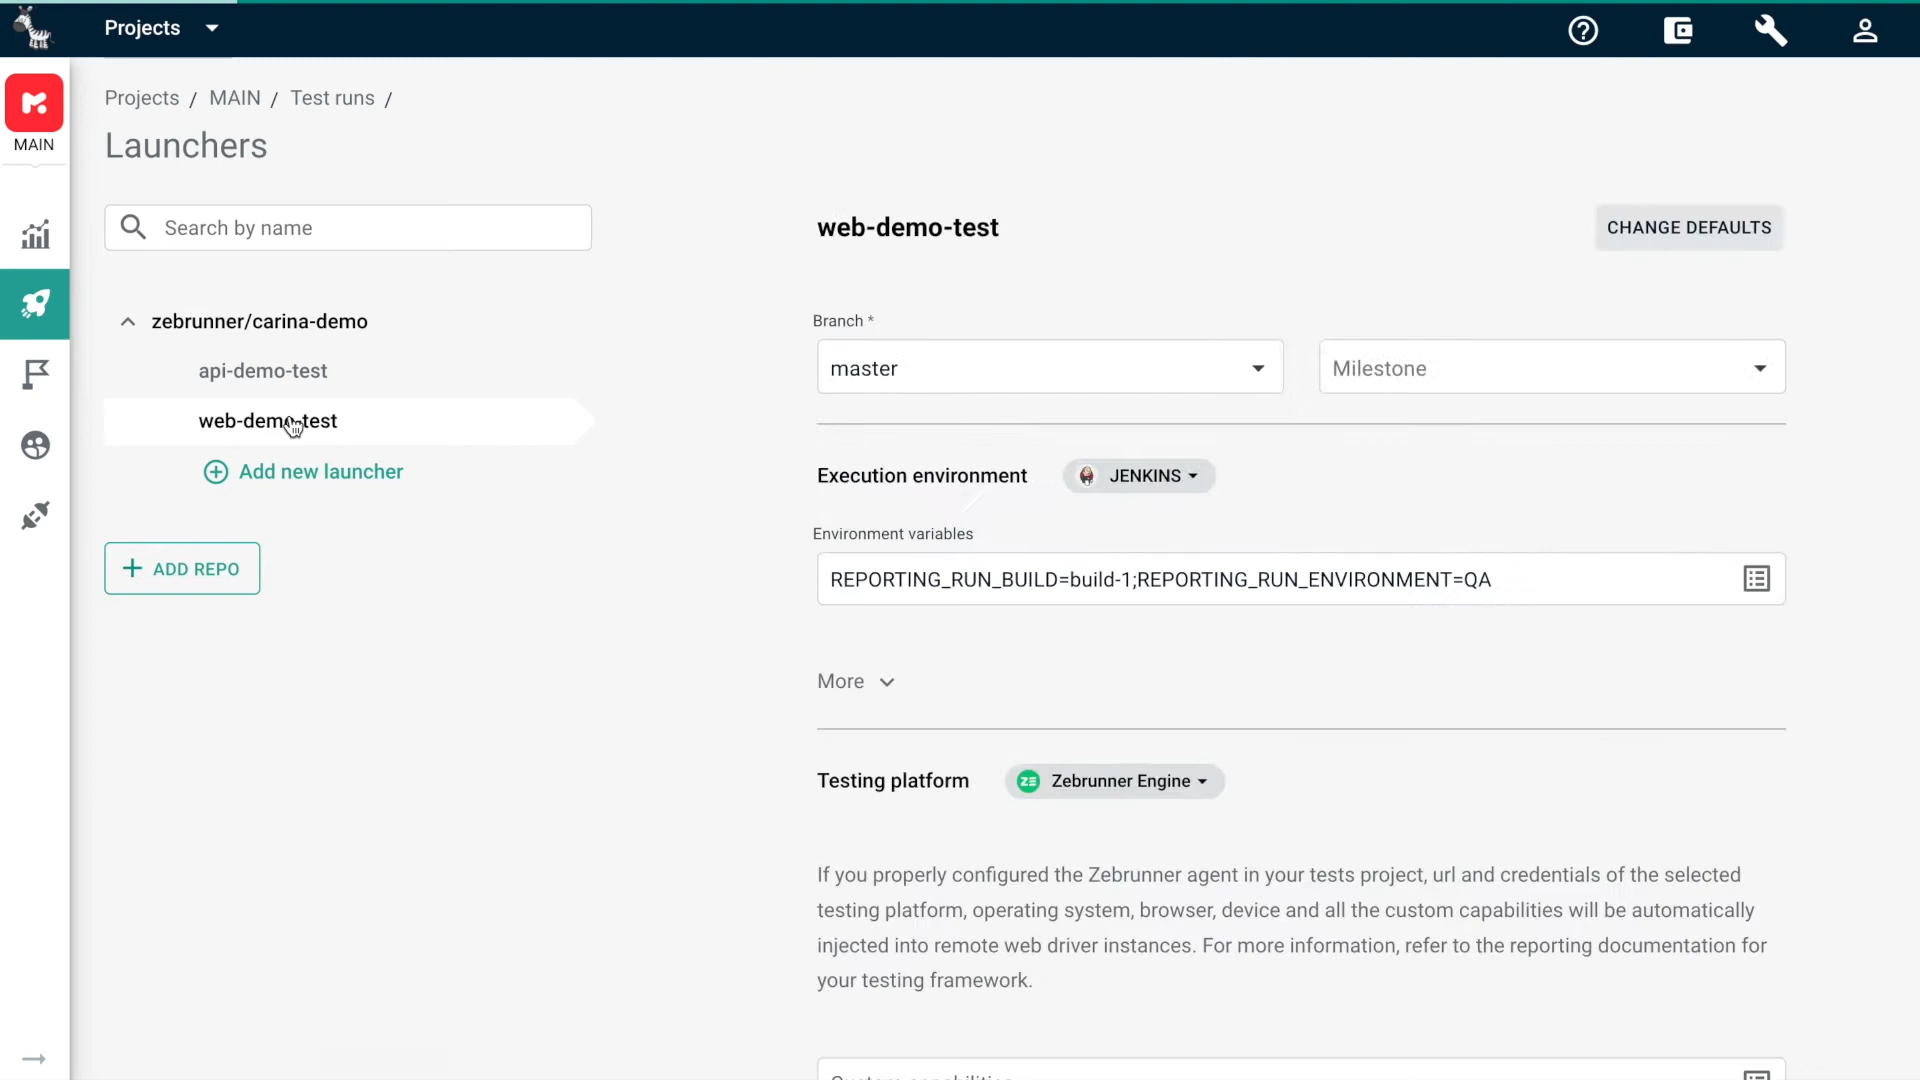 Projects
MAIN
Projects / MAIN / Test runs /
Launchers
Search by name
zebrunner/carina-demo
api-demo-test
web-demo-test
Add new launcher
ADD REPO
web-demo-test
CHANGE DEFAULTS
Branch *
master
Milestone
Execution environment
JENKINS
Environment variables
REPORTING_RUN_BUILD=build-1;REPORTING_RUN_ENVIRONMENT=QA
More
Testing platform
ZE Zebrunner Engine
If you properly configured the Zebrunner agent in your tests project, url and credentials of the selected
testing platform, operating system, browser, device and all the custom capabilities will be automatically
injected into remote web driver instances. For more information, refer to the reporting documentation for
your testing framework.